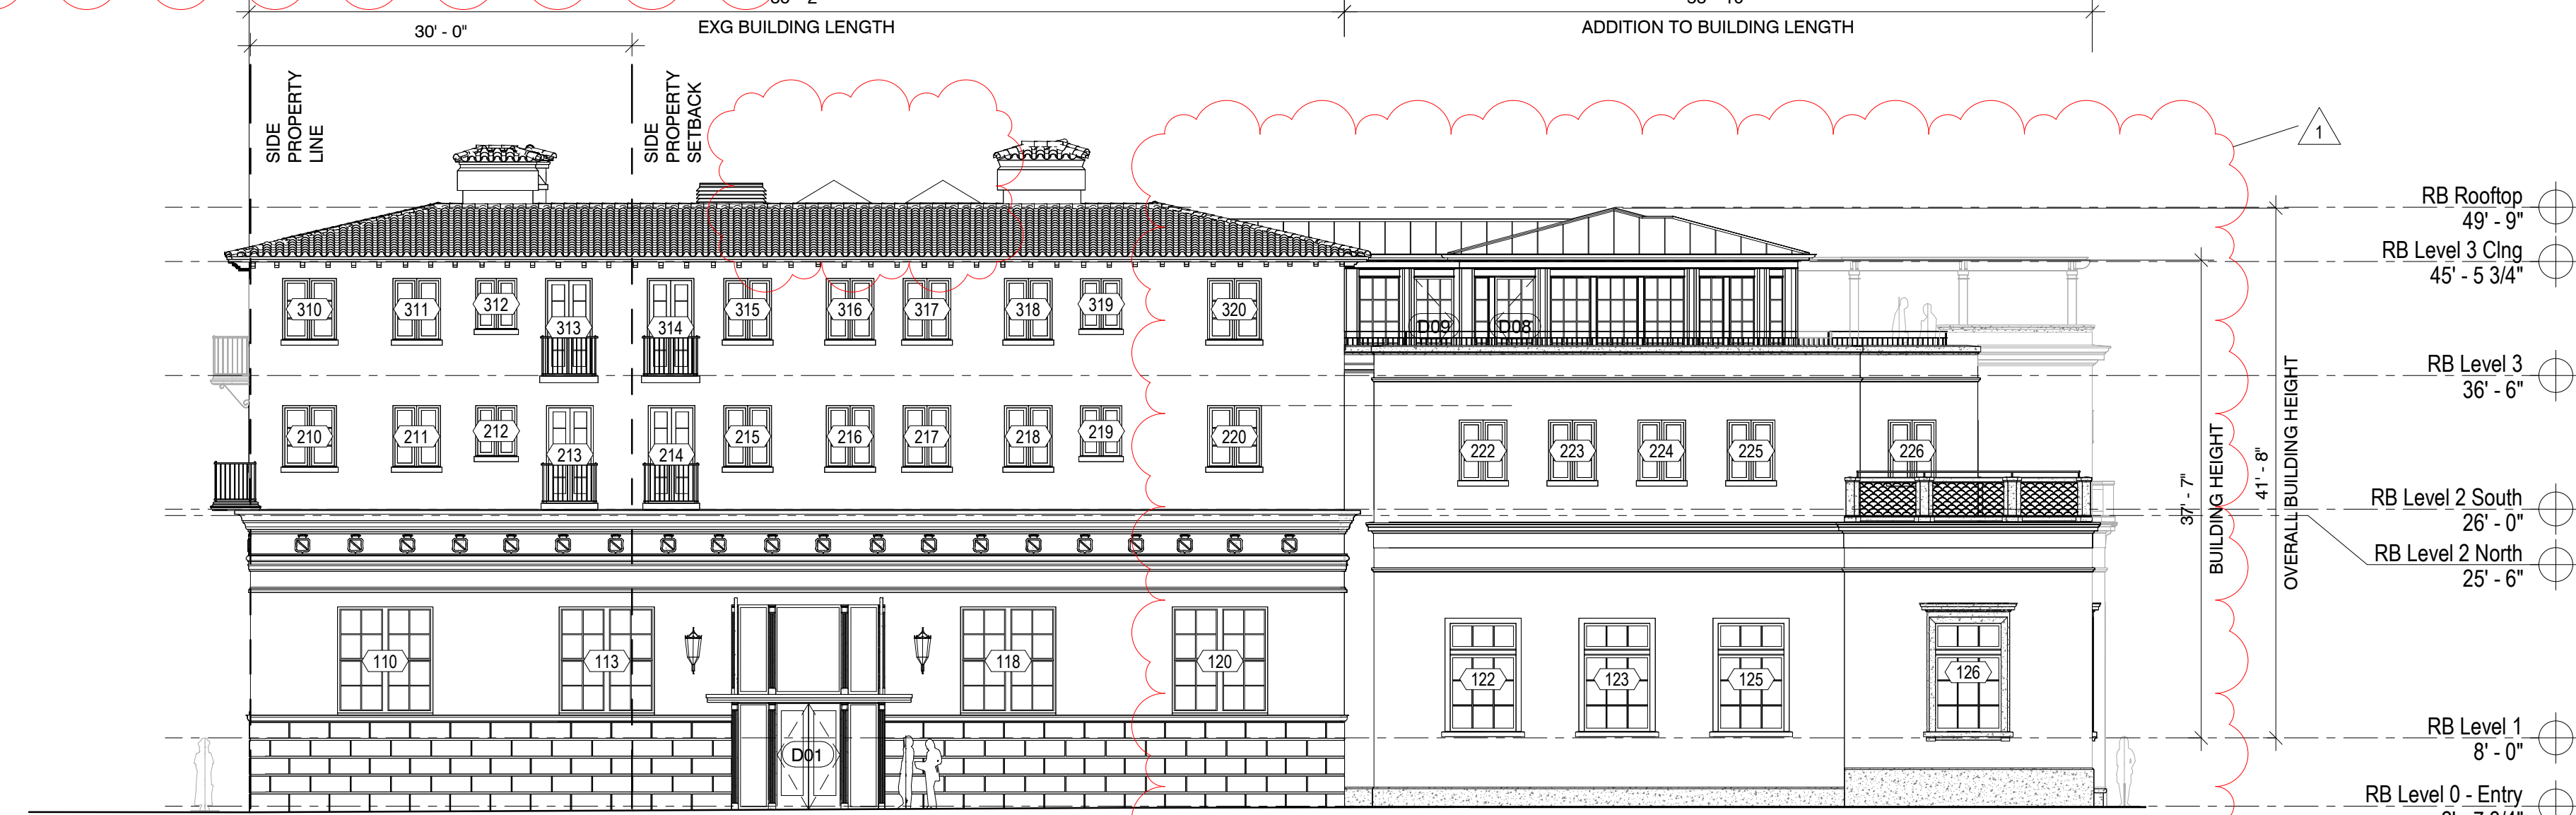 EXG BUILDING LENGTH
ADDITION TO BUILDING LENGTH
30' - 0"
SIDE
PROPERTY
LINE
SIDE
PROPERTY
SETBACK
1
RB Rooftop
49' - 9"
RB Level 3 Clng
45' - 5 3/4"
310
311
312
313
314
315
316
317
318
319
320
D09
D08
RB Level 3
36' - 6"
210
211
212
213
214
215
216
217
218
219
220
222
223
224
225
226
37' - 7"
BUILDING HEIGHT
41' - 8"
OVERALL BUILDING HEIGHT
RB Level 2 South
26' - 0"
RB Level 2 North
25' - 6"
110
113
118
120
122
123
125
126
D01
RB Level 1
8' - 0"
RB Level 0 - Entry